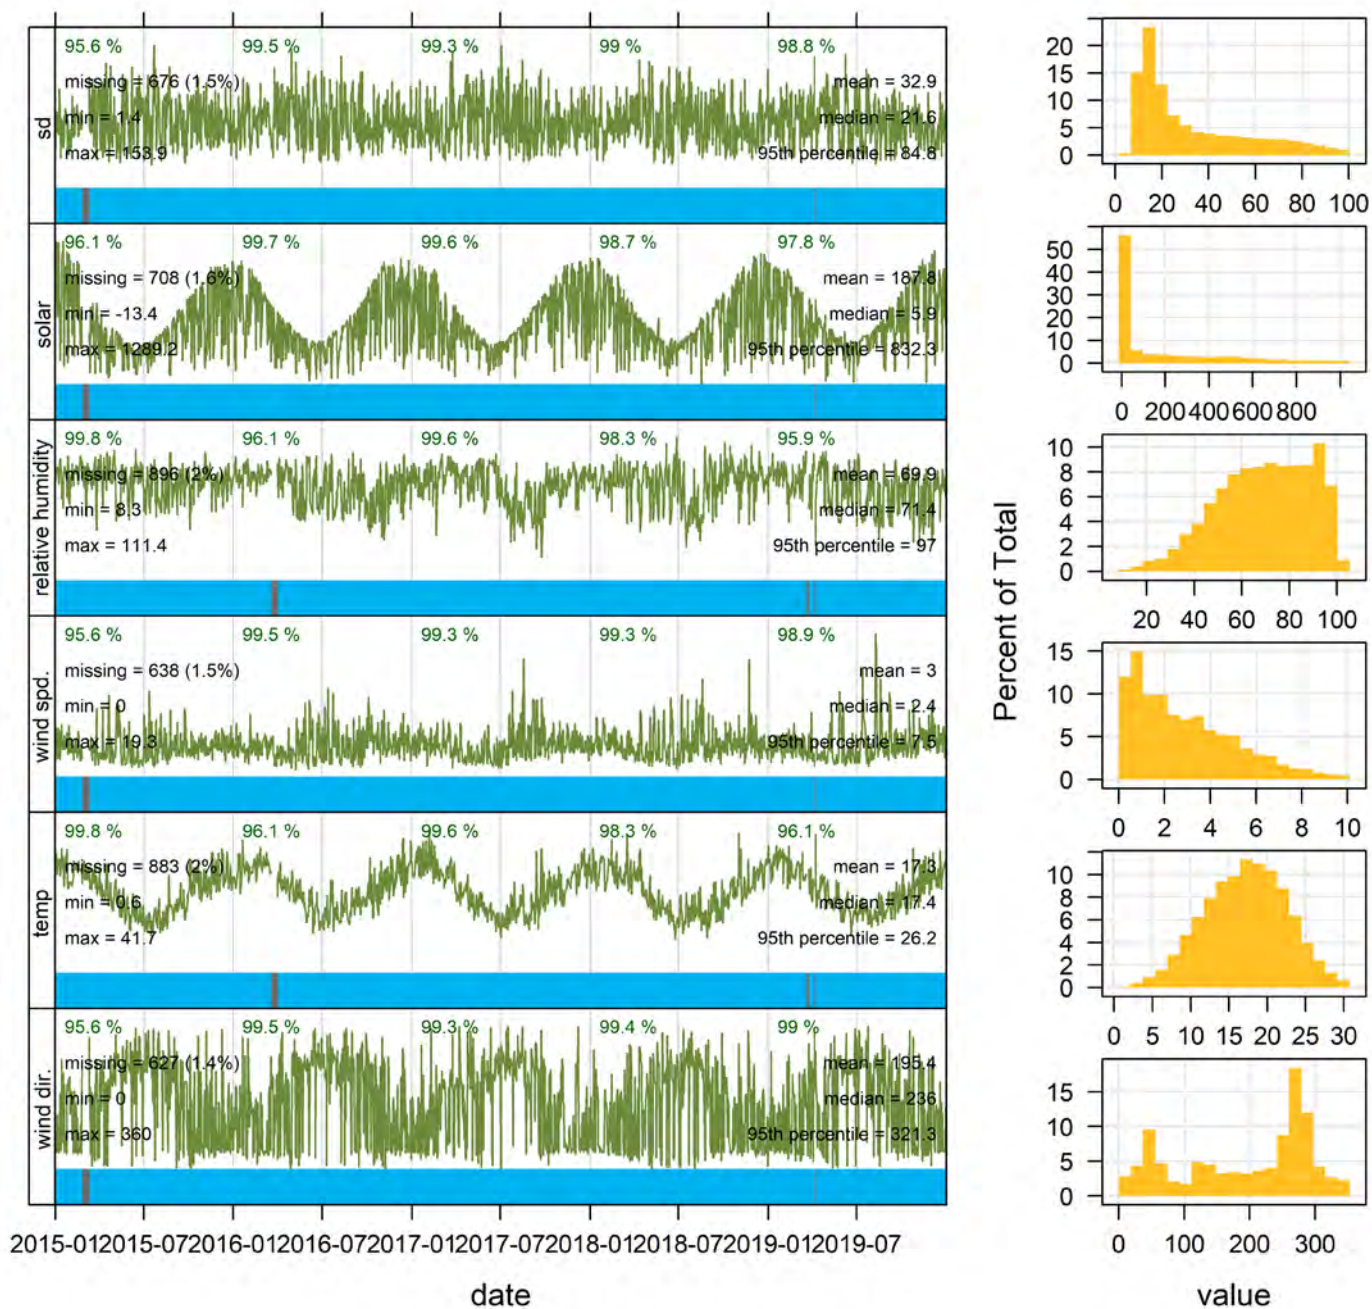 95.6 % 99.5 % 99.3 % 99 % 98.8 %
missing = 676 (1.5%) mean = 32.9
min = 1.4 median = 21.6
max = 153.9 95th percentile = 84.8
sd
96.1 % 99.7 % 99.6 % 98.7 % 97.8 %
missing = 708 (1.6%) mean = 187.8
min = -13.4 median = 5.9
max = 1289.2 95th percentile = 832.3
solar
99.8 % 96.1 % 99.6 % 98.3 % 95.9 %
missing = 896 (2%) mean = 69.9
min = 8.3 median = 71.4
max = 111.4 95th percentile = 97
relative humidity
95.6 % 99.5 % 99.3 % 99.3 % 98.9 %
missing = 638 (1.5%) mean = 3
min = 0 median = 2.4
max = 19.3 95th percentile = 7.5
wind spd.
99.8 % 96.1 % 99.6 % 98.3 % 96.1 %
missing = 883 (2%) mean = 17.3
min = 0.6 median = 17.4
max = 41.7 95th percentile = 26.2
temp
95.6 % 99.5 % 99.3 % 99.4 % 99 %
missing = 627 (1.4%) mean = 195.4
min = 0 median = 236
max = 360 95th percentile = 321.3
wind dir.
2015-01 2015-07 2016-01 2016-07 2017-01 2017-07 2018-01 2018-07 2019-01 2019-07
date
Percent of Total
20
15
10
5
0
0 20 40 60 80 100
50
40
30
20
10
0
0 200 400 600 800
10
8
6
4
2
0
20 40 60 80 100
15
10
5
0
0 2 4 6 8 10
10
8
6
4
2
0
0 5 10 15 20 25 30
15
10
5
0
0 100 200 300
value